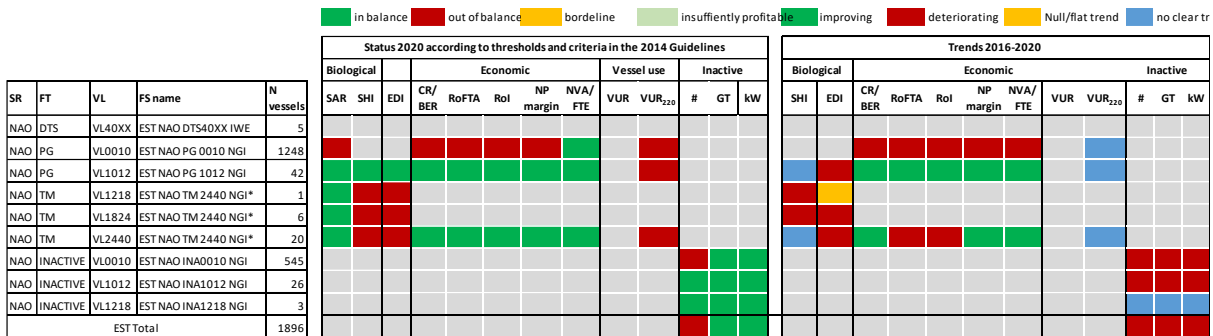 in balance out of balance bordeline insuffiently profitable improving deteriorating Null/flat trend no clear tr
Status 2020 according to thresholds and criteria in the 2014 Guidelines Trends 2016-2020
Biological Economic Vessel use Inactive Biological Economic Inactive
SR FT VL FS name N vessels SAR SHI EDI CR/BER RoFTA RoI NP margin NVA/FTE VUR VUR220 # GT kW SHI EDI CR/BER RoFTA RoI NP margin NVA/FTE VUR VUR220 # GT kW
NAO DTS VL40XX EST NAO DTS40XX IWE 5
NAO PG VL0010 EST NAO PG 0010 NGI 1248
NAO PG VL1012 EST NAO PG 1012 NGI 42
NAO TM VL1218 EST NAO TM 2440 NGI* 1
NAO TM VL1824 EST NAO TM 2440 NGI* 6
NAO TM VL2440 EST NAO TM 2440 NGI* 20
NAO INACTIVE VL0010 EST NAO INA0010 NGI 545
NAO INACTIVE VL1012 EST NAO INA1012 NGI 26
NAO INACTIVE VL1218 EST NAO INA1218 NGI 3
EST Total 1896